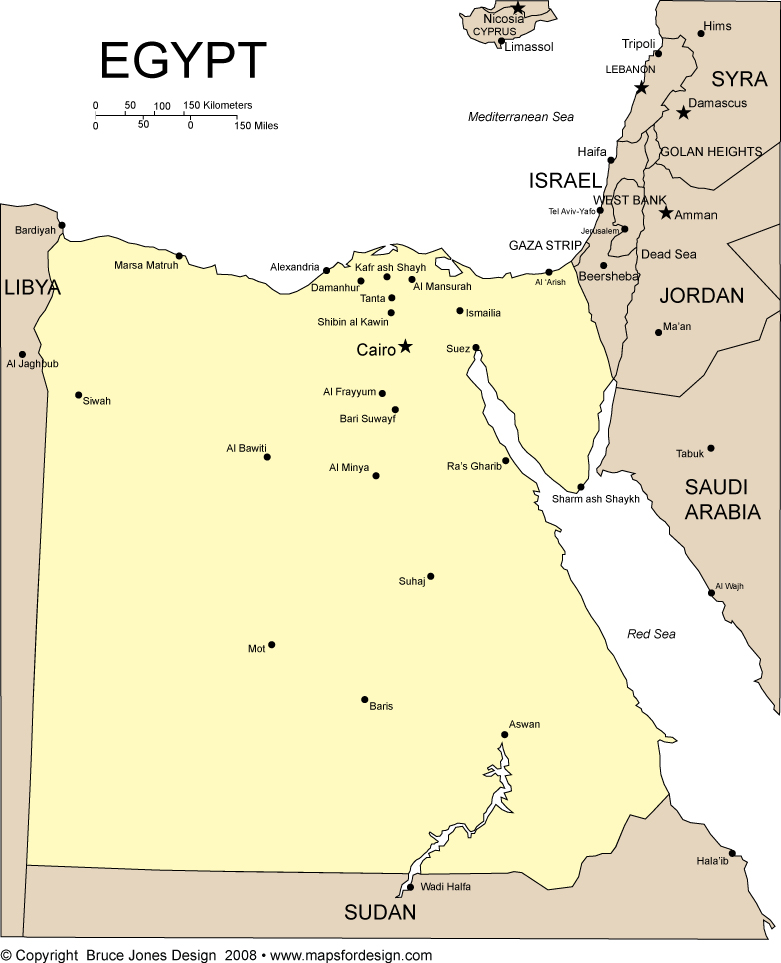 Nicosia
CYPRUS
Limassol
EGYPT
0 50 100 150 Kilometers
0 50 0 150 Miles
Mediterranean Sea
Hims
Tripoli
LEBANON
SYRA
Damascus
GOLAN HEIGHTS
Haifa
ISRAEL
WEST BANK
Tel Aviv-Yafo
Amman
Jerusalem
GAZA STRIP
Dead Sea
Beersheba
JORDAN
Ma'an
Bardiyah
LIBYA
Al Jaghbub
Marsa Matruh
Alexandria
Kafr ash Shayh
Damanhur
Al Mansurah
Al 'Arish
Tanta
Shibin al Kawin
Ismailia
Cairo
Suez
Siwah
Al Frayyum
Bari Suwayf
Al Bawiti
Al Minya
Ra's Gharib
Sharm ash Shaykh
Tabuk
SAUDI
ARABIA
Al Wajh
Suhaj
Red Sea
Mot
Baris
Aswan
Hala'ib
Wadi Halfa
SUDAN
© Copyright Bruce Jones Design 2008 • www.mapsfordesign.com